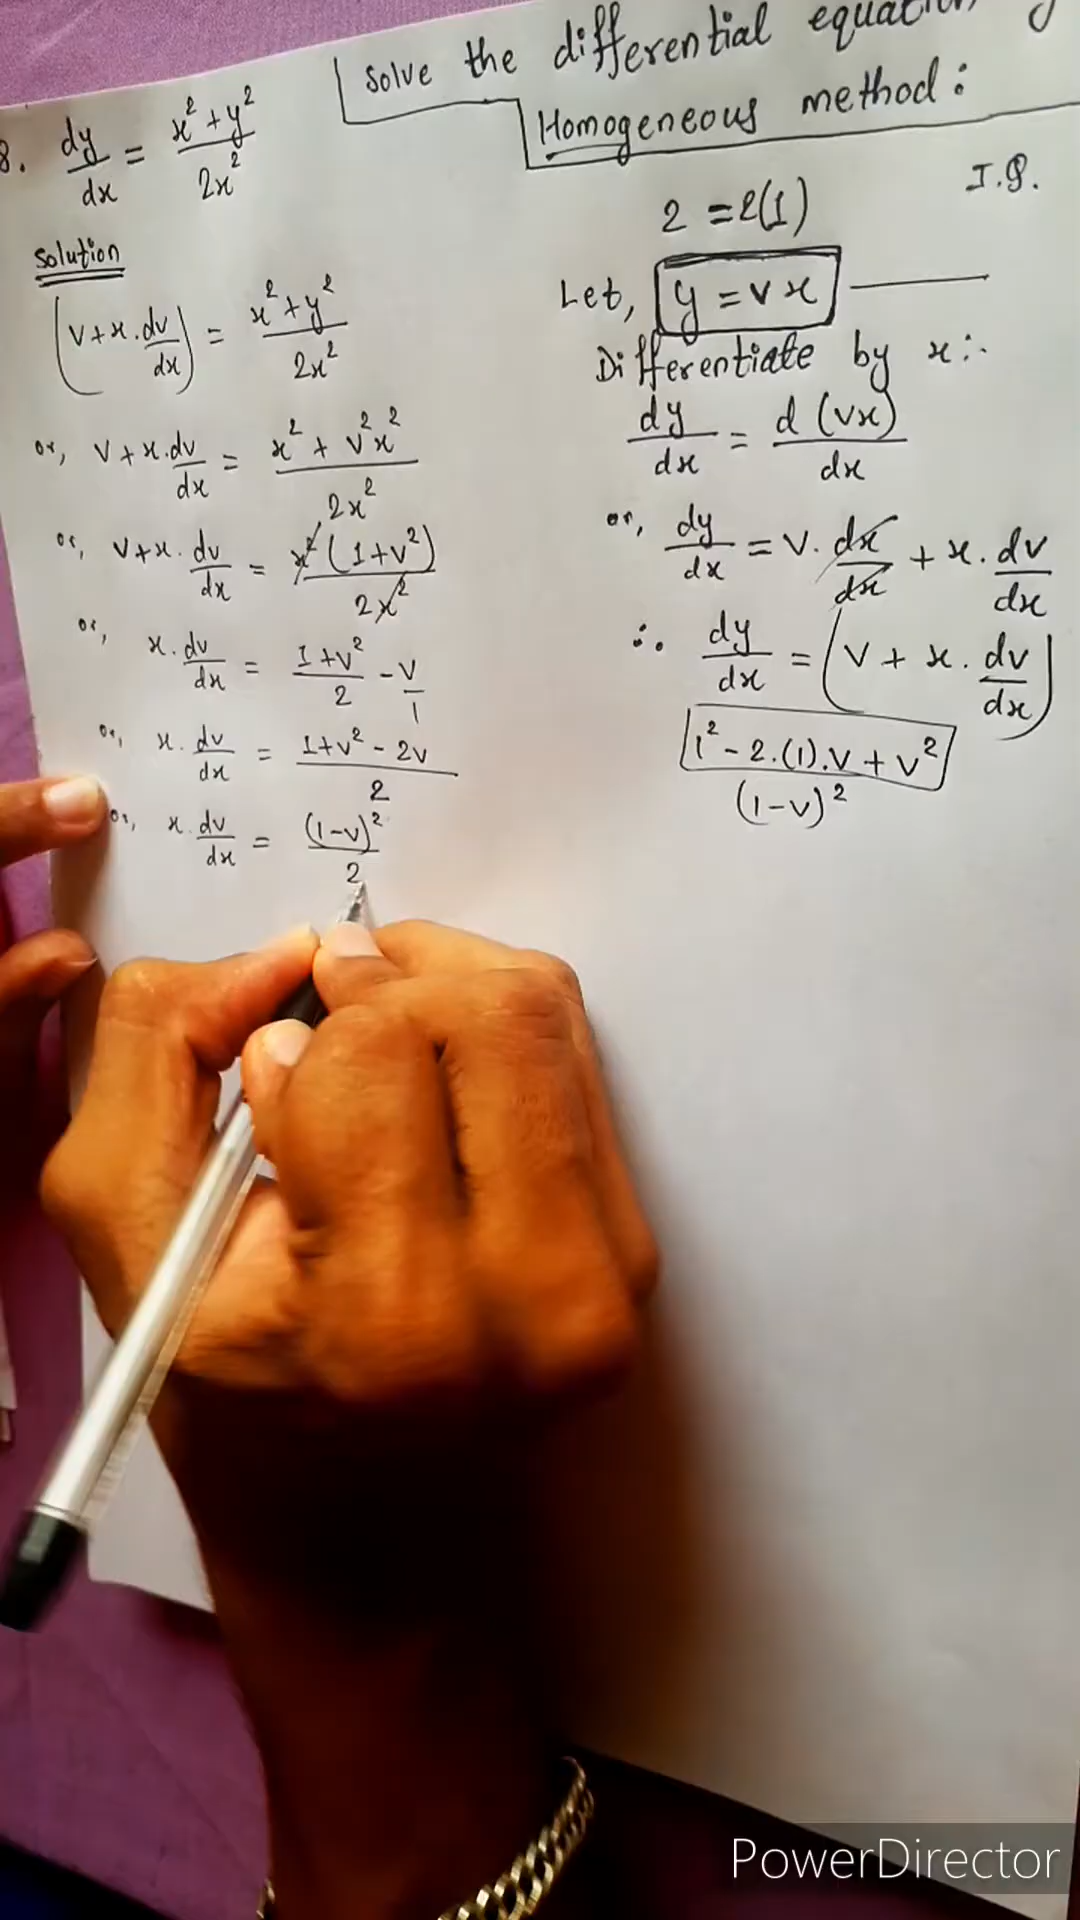 Solve the differential equation
Homogeneous method:
8. dy/dx = x²+y²/2x²
I.Q.
2 = 2(1)
Solution
Let, y = vx
(v+x.dv/dx) = x²+y²/2x²
Differentiate by x:-
dy/dx = d(vx)/dx
or, v+x.dv/dx = x²+v²x²/2x²
or, dy/dx = v.dx/dx + x.dv/dx
or, v+x.dv/dx = x²(1+v²)/2x²
∴ dy/dx = (v+x.dv/dx)
or, x.dv/dx = 1+v²/2 - v/1
1²-2.(1).v+v²
or, x.dv/dx = 1+v²-2v/2
(1-v)²
or, x.dv/dx = (1-v)²/2
PowerDirector